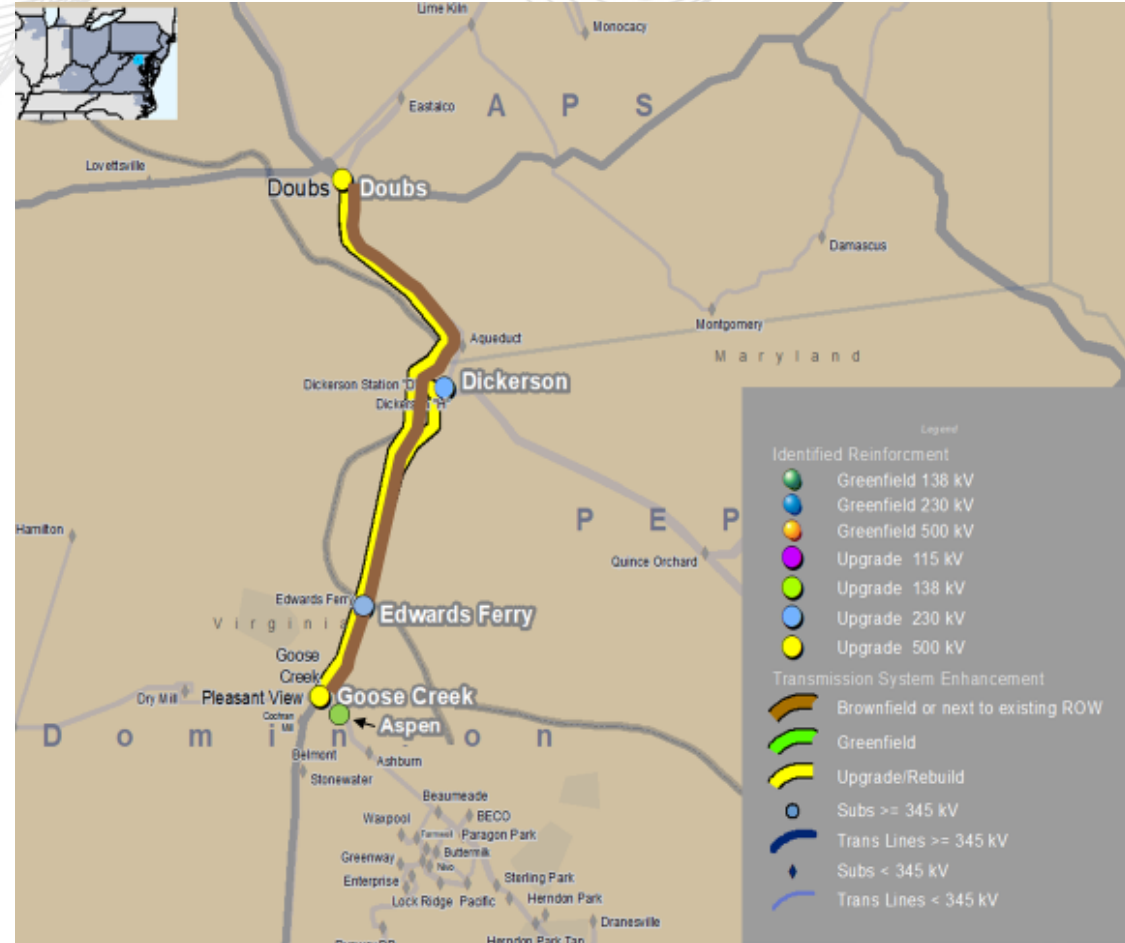 Lime Kiln
Monocacy
Eastalco
A P S
Lovettsville
Doubs
Doubs
Damascus
Aqueduct
Montgomery
Maryland
Dickerson Station "D"
Dickerson "H"
Dickerson
Hamilton
P E P
Quince Orchard
Edwards Ferry
Edwards Ferry
Virginia
Goose
Creek
Dry Mill
Pleasant View
Goose Creek
Cochran
Mill
Aspen
Dominion
Belmont
Ashburn
Stonewater
Beaumeade
Waxpool
BECO
Paragon Park
Greenway
Buttermilk
Enterprise
Sterling Park
Lock Ridge
Pacific
Herndon Park
Dranesville
Herndon Park Tap
Legend
Identified Reinforcment
Greenfield 138 kV
Greenfield 230 kV
Greenfield 500 kV
Upgrade 115 kV
Upgrade 138 kV
Upgrade 230 kV
Upgrade 500 kV
Transmission System Enhancement
Brownfield or next to existing ROW
Greenfield
Upgrade/Rebuild
Subs >= 345 kV
Trans Lines >= 345 kV
Subs < 345 kV
Trans Lines < 345 kV